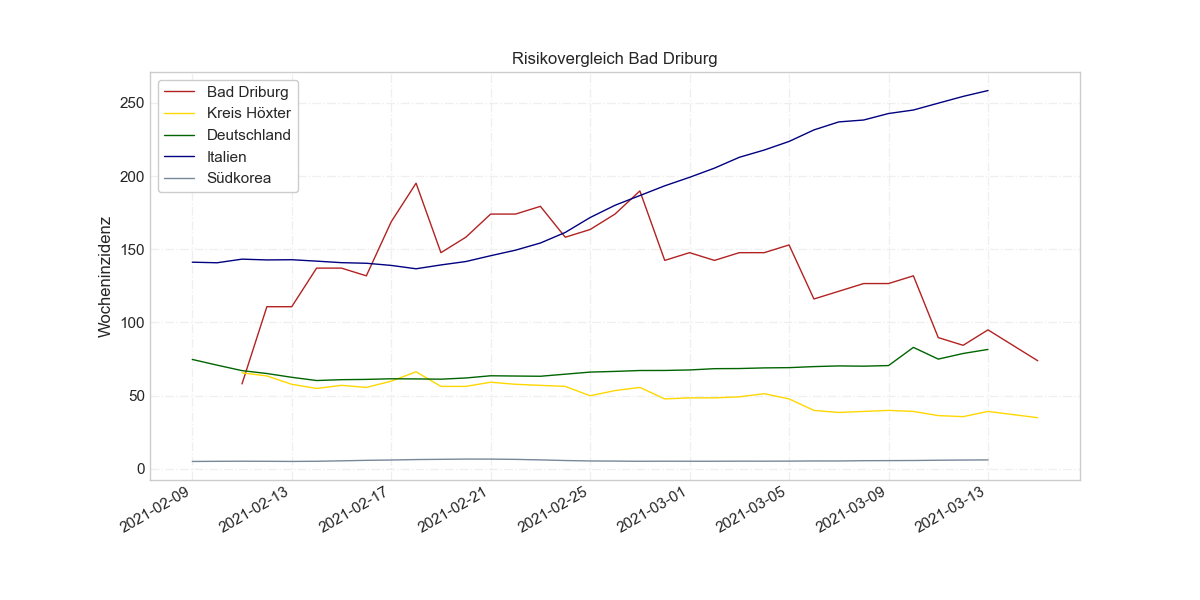 Risikovergleich Bad Driburg
Bad Driburg
Kreis Höxter
Deutschland
Italien
Südkorea
Wocheninzidenz
250
200
150
100
50
0
2021-02-09
2021-02-13
2021-02-17
2021-02-21
2021-02-25
2021-03-01
2021-03-05
2021-03-09
2021-03-13